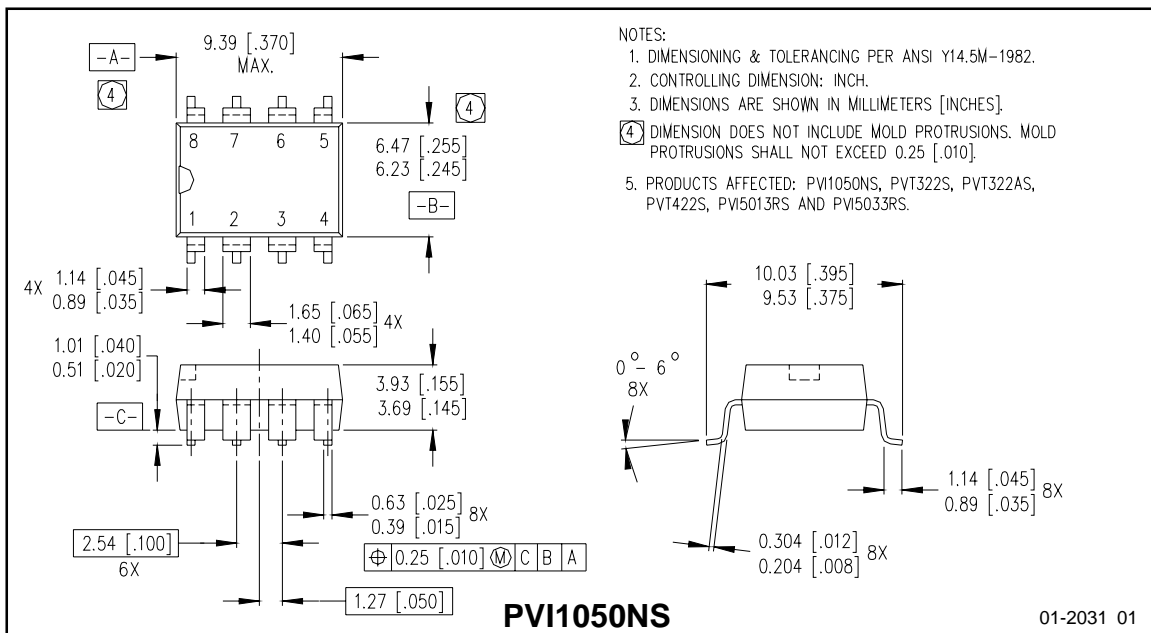 9.39 [.370]
MAX.
-A-
4
4
8 7 6 5
1 2 3 4
6.47 [.255]
6.23 [.245]
-B-
4X 1.14 [.045]
0.89 [.035]
1.65 [.065] 4X
1.40 [.055]
1.01 [.040]
0.51 [.020]
-C-
3.93 [.155]
3.69 [.145]
0.63 [.025] 8X
0.39 [.015]
⌖ 0.25 [.010] Ⓜ C B A
2.54 [.100]
6X
1.27 [.050]
NOTES:
1. DIMENSIONING & TOLERANCING PER ANSI Y14.5M-1982.
2. CONTROLLING DIMENSION: INCH.
3. DIMENSIONS ARE SHOWN IN MILLIMETERS [INCHES].
4 DIMENSION DOES NOT INCLUDE MOLD PROTRUSIONS. MOLD
PROTRUSIONS SHALL NOT EXCEED 0.25 [.010].
5. PRODUCTS AFFECTED: PVI1050NS, PVT322S, PVT322AS,
PVT422S, PVI5013RS AND PVI5033RS.
10.03 [.395]
9.53 [.375]
0° - 6°
8X
1.14 [.045] 8X
0.89 [.035]
0.304 [.012] 8X
0.204 [.008]
PVI1050NS
01-2031 01